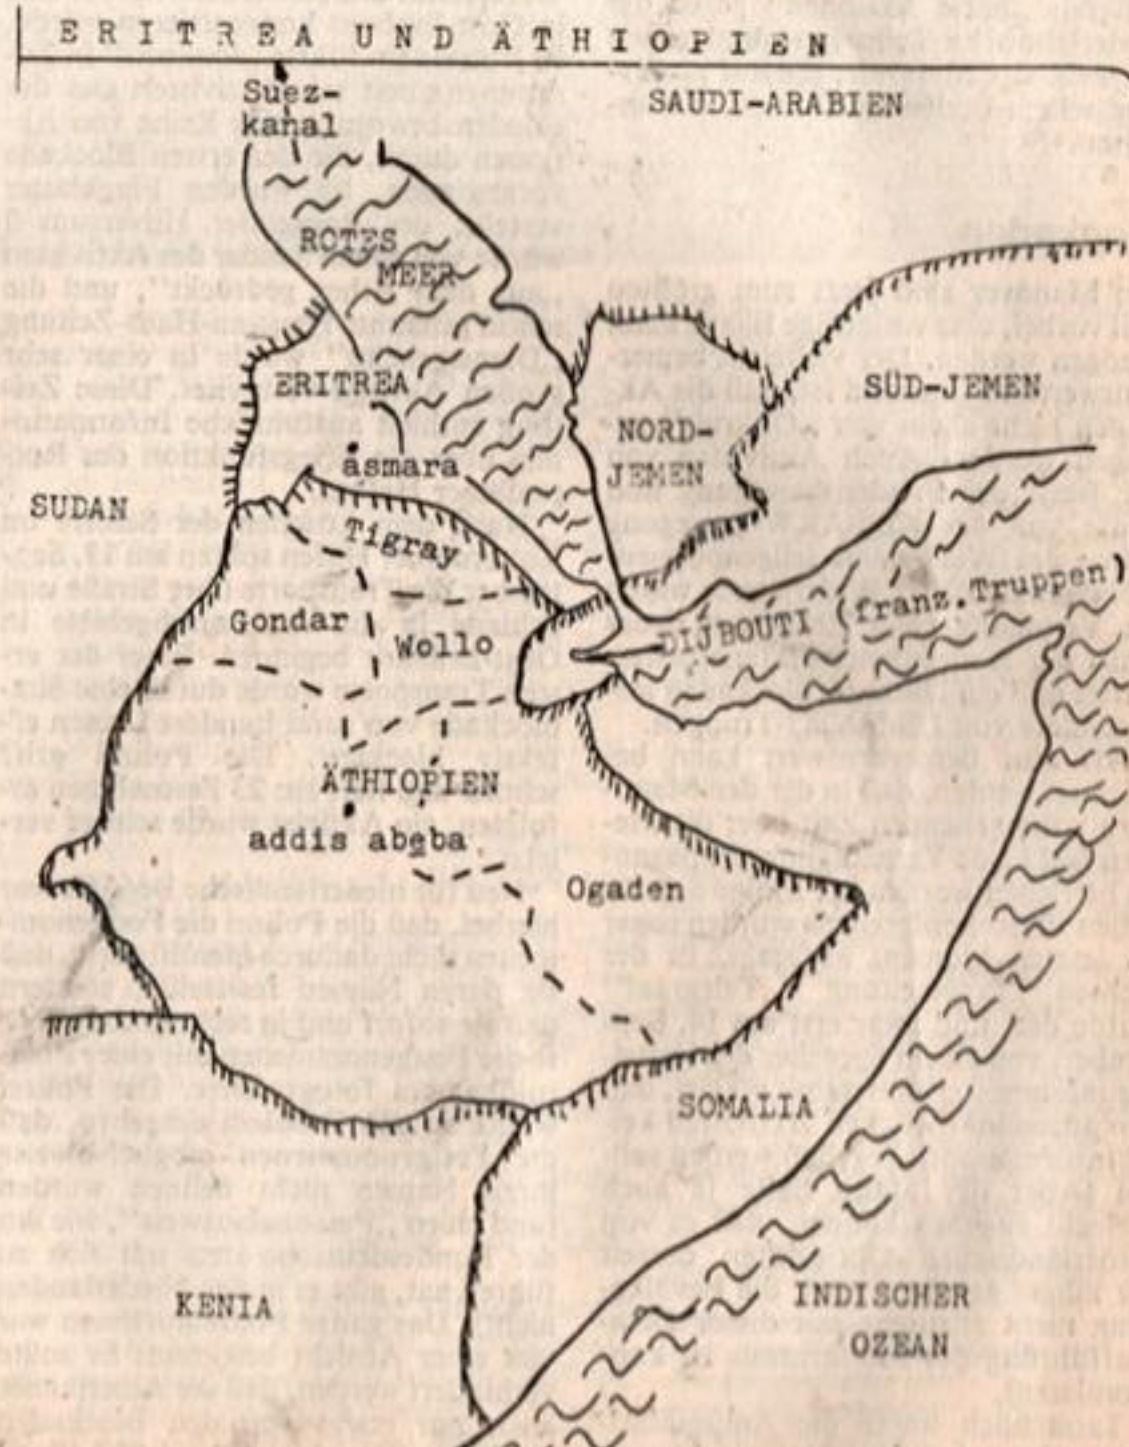 ERITREA UND ÄTHIOPIEN
Suez-
kanal
SAUDI-ARABIEN
ROTES
MEER
ERITREA
SÜD-JEMEN
NORD-
JEMEN
asmara
SUDAN
Tigray
DIJBOUTI (franz.Truppen)
Gondar
Wollo
ÄTHIOPIEN
addis abeba
Ogaden
SOMALIA
KENIA
INDISCHER
OZEAN